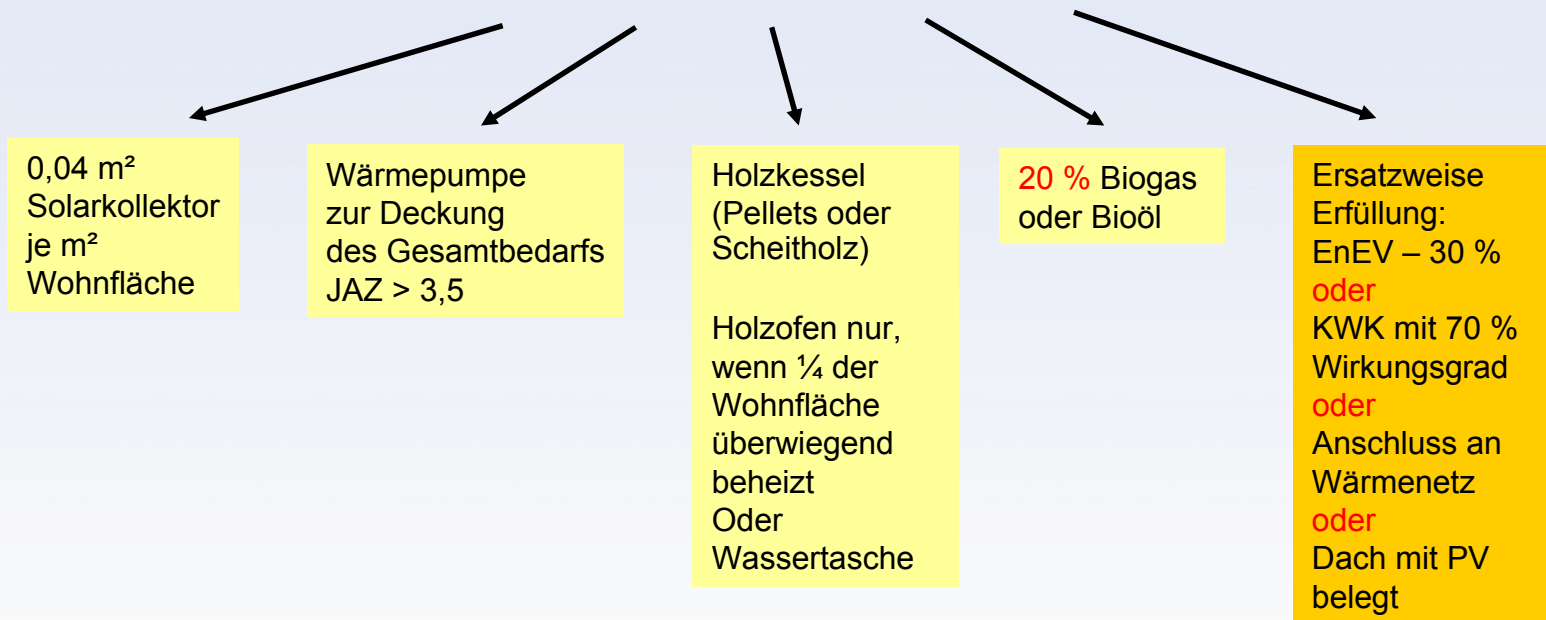 0,04 m²
Solarkollektor
je m²
Wohnfläche
Wärmepumpe
zur Deckung
des Gesamtbedarfs
JAZ > 3,5
Holzkessel
(Pellets oder
Scheitholz)
Holzofen nur,
wenn ¼ der
Wohnfläche
überwiegend
beheizt
Oder
Wassertasche
20 % Biogas
oder Bioöl
Ersatzweise
Erfüllung:
EnEV – 30 %
oder
KWK mit 70 %
Wirkungsgrad
oder
Anschluss an
Wärmenetz
oder
Dach mit PV
belegt